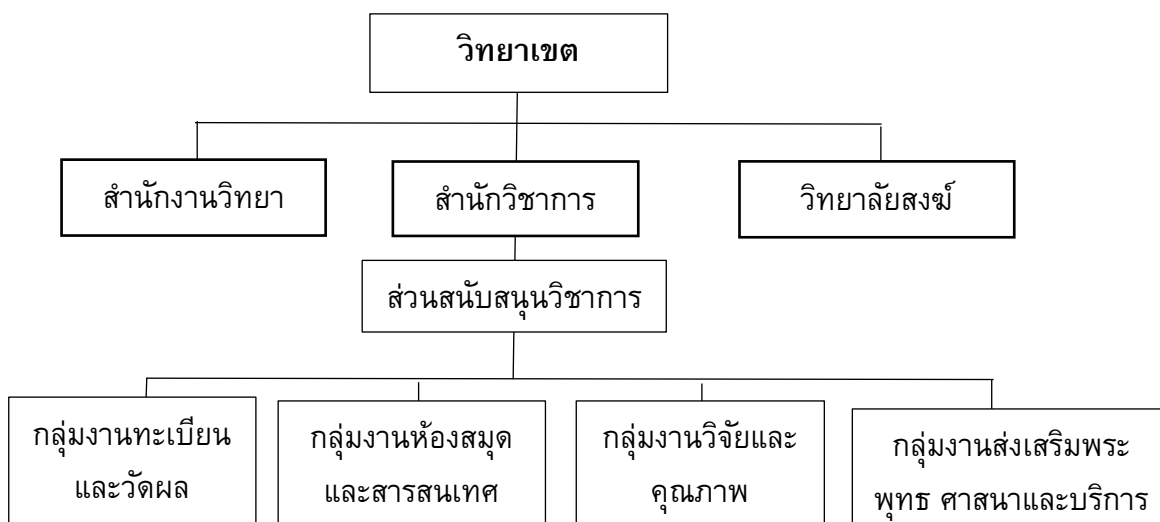 วิทยาเขต
สำนักงานวิทยา
สำนักวิชาการ
วิทยาลัยสงฆ์
ส่วนสนับสนุนวิชาการ
กลุ่มงานทะเบียน
และวัดผล
กลุ่มงานห้องสมุด
และสารสนเทศ
กลุ่มงานวิจัยและ
คุณภาพ
กลุ่มงานส่งเสริมพระ
พุทธ ศาสนาและบริการ